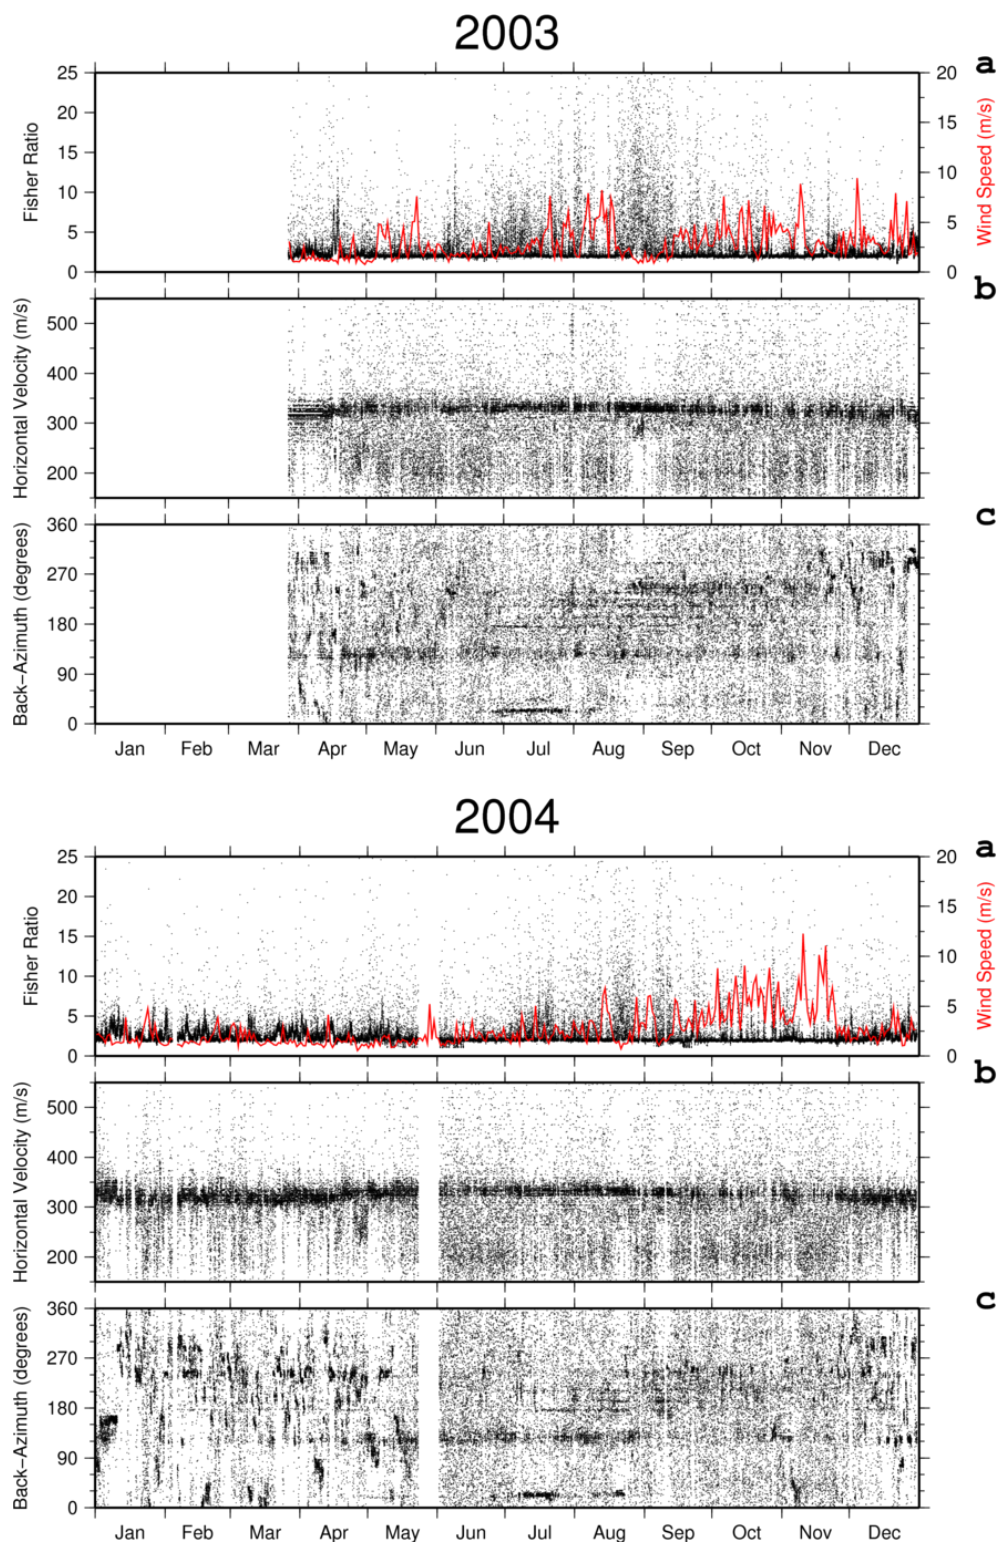 2003
a
25
20
15
10
5
0
Fisher Ratio
20
15
10
5
0
Wind Speed (m/s)
b
500
400
300
200
Horizontal Velocity (m/s)
c
360
270
180
90
0
Back-Azimuth (degrees)
Jan Feb Mar Apr May Jun Jul Aug Sep Oct Nov Dec
2004
a
25
20
15
10
5
0
Fisher Ratio
20
15
10
5
0
Wind Speed (m/s)
b
500
400
300
200
Horizontal Velocity (m/s)
c
360
270
180
90
0
Back-Azimuth (degrees)
Jan Feb Mar Apr May Jun Jul Aug Sep Oct Nov Dec